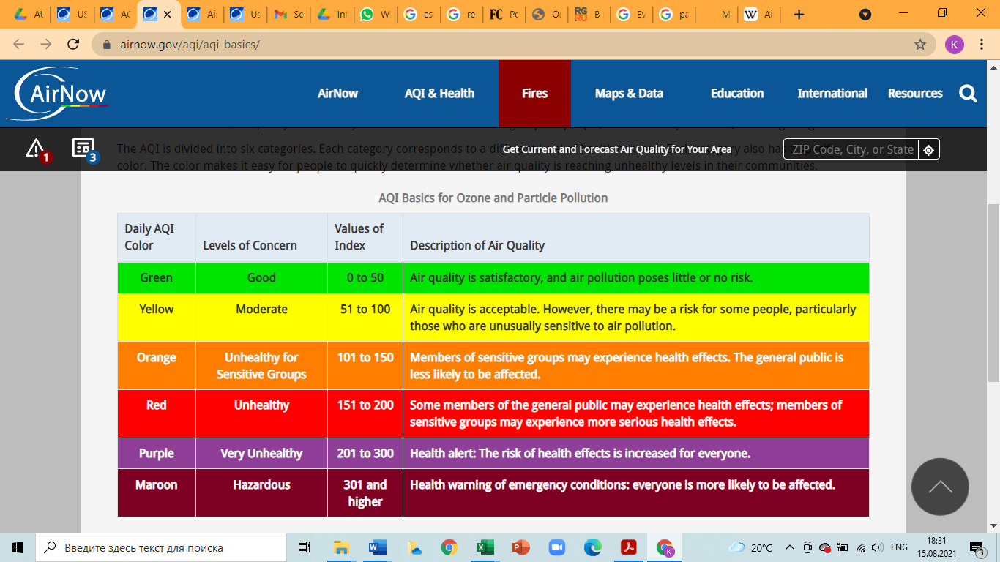 AU
US
AC
Air
Us
Se
Inf
W
es
re
FC Po
O
RG RU B
Ev
pa
M
W Ai
airnow.gov/aqi/aqi-basics/
K
AirNow
AirNow AQI & Health Fires Maps & Data Education International Resources
1 3
The AQI is divided into six categories. Each category corresponds to a
Get Current and Forecast Air Quality for Your Area
also has
ZIP Code, City, or State
color. The color makes it easy for people to quickly determine whether air quality is reaching unhealthy levels in their communities.
AQI Basics for Ozone and Particle Pollution
Daily AQI
Color
Levels of Concern
Values of
Index
Description of Air Quality
Green
Good
0 to 50
Air quality is satisfactory, and air pollution poses little or no risk.
Yellow
Moderate
51 to 100
Air quality is acceptable. However, there may be a risk for some people, particularly
those who are unusually sensitive to air pollution.
Orange
Unhealthy for
Sensitive Groups
101 to 150
Members of sensitive groups may experience health effects. The general public is
less likely to be affected.
Red
Unhealthy
151 to 200
Some members of the general public may experience health effects; members of
sensitive groups may experience more serious health effects.
Purple
Very Unhealthy
201 to 300
Health alert: The risk of health effects is increased for everyone.
Maroon
Hazardous
301 and
higher
Health warning of emergency conditions: everyone is more likely to be affected.
Введите здесь текст для поиска
20°C
ENG
18:31
15.08.2021
3